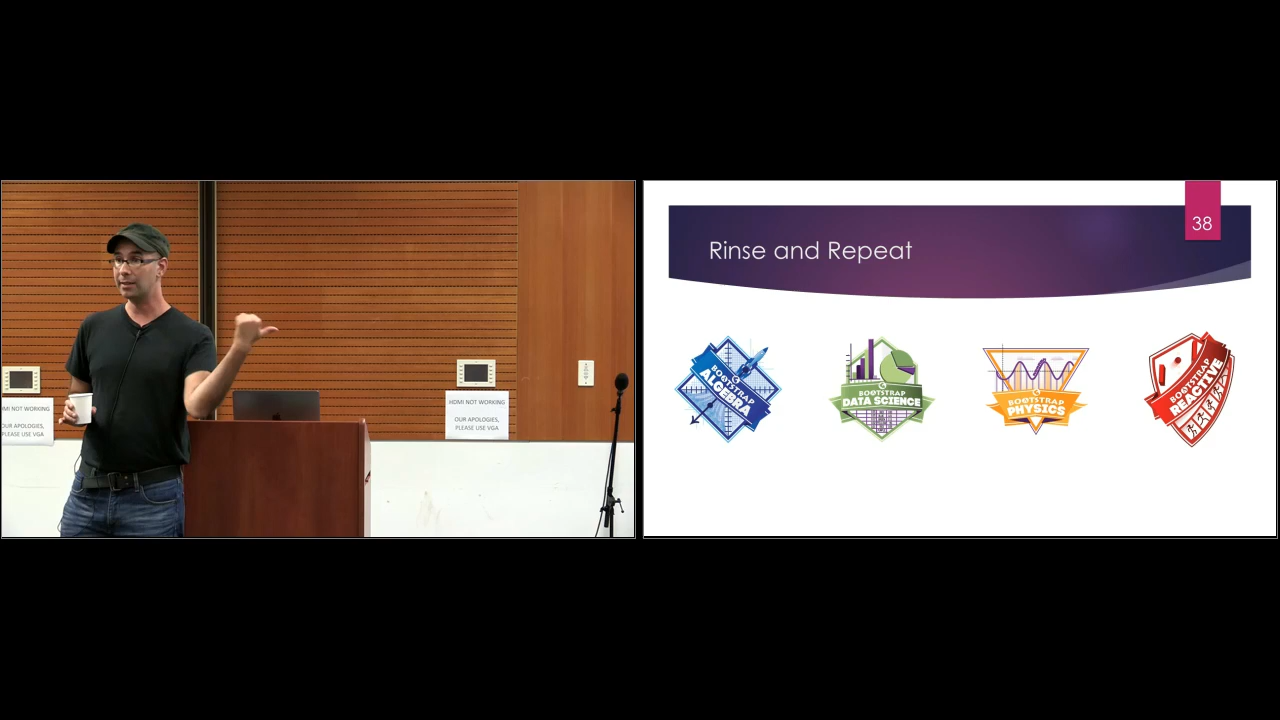 HDMI NOT WORKING
OUR APOLOGIES,
PLEASE USE VGA
HDMI NOT WORKING
OUR APOLOGIES,
PLEASE USE VGA
38
Rinse and Repeat
BOOTSTRAP
ALGEBRA
BOOTSTRAP
DATA SCIENCE
BOOTSTRAP
PHYSICS
BOOTSTRAP
REACTIVE